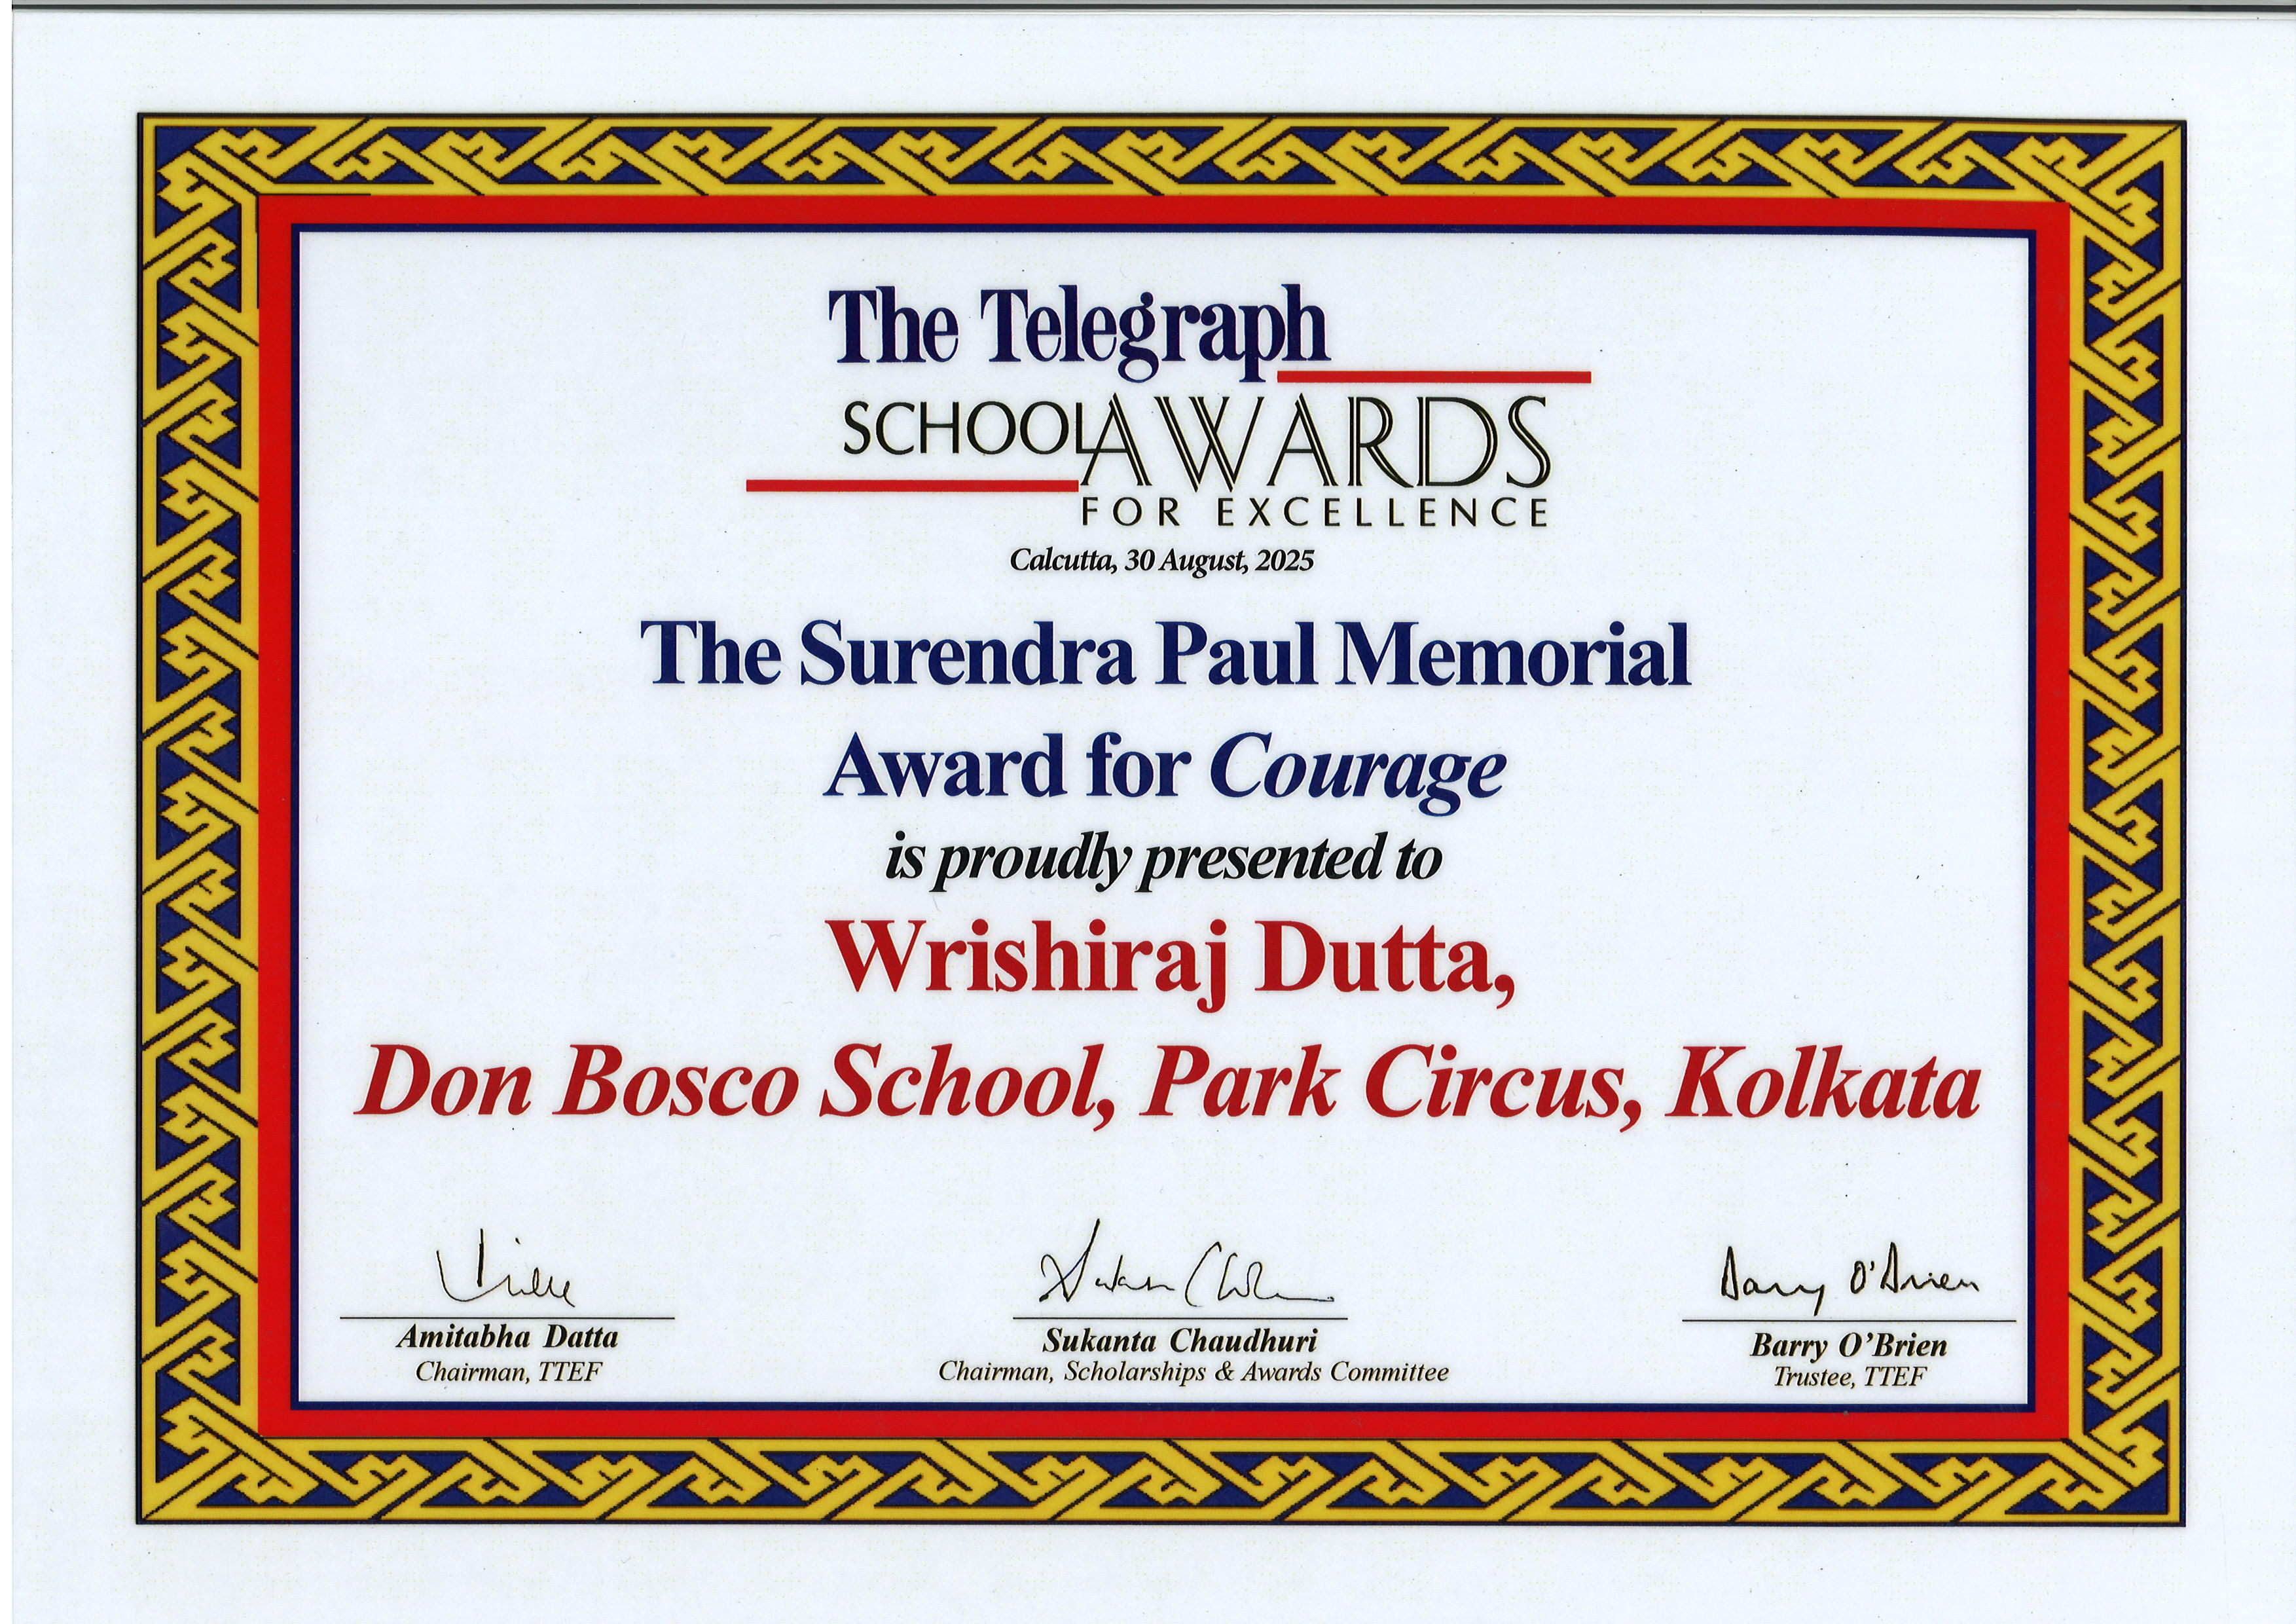 The Telegraph
SCHOOL AWARDS
FOR EXCELLENCE
Calcutta, 30 August, 2025
The Surendra Paul Memorial
Award for Courage
is proudly presented to
Wrishiraj Dutta,
Don Bosco School, Park Circus, Kolkata
Barry O'Brien
Amitabha Datta
Chairman, TTEF
Sukanta Chaudhuri
Chairman, Scholarships & Awards Committee
Barry O'Brien
Trustee, TTEF